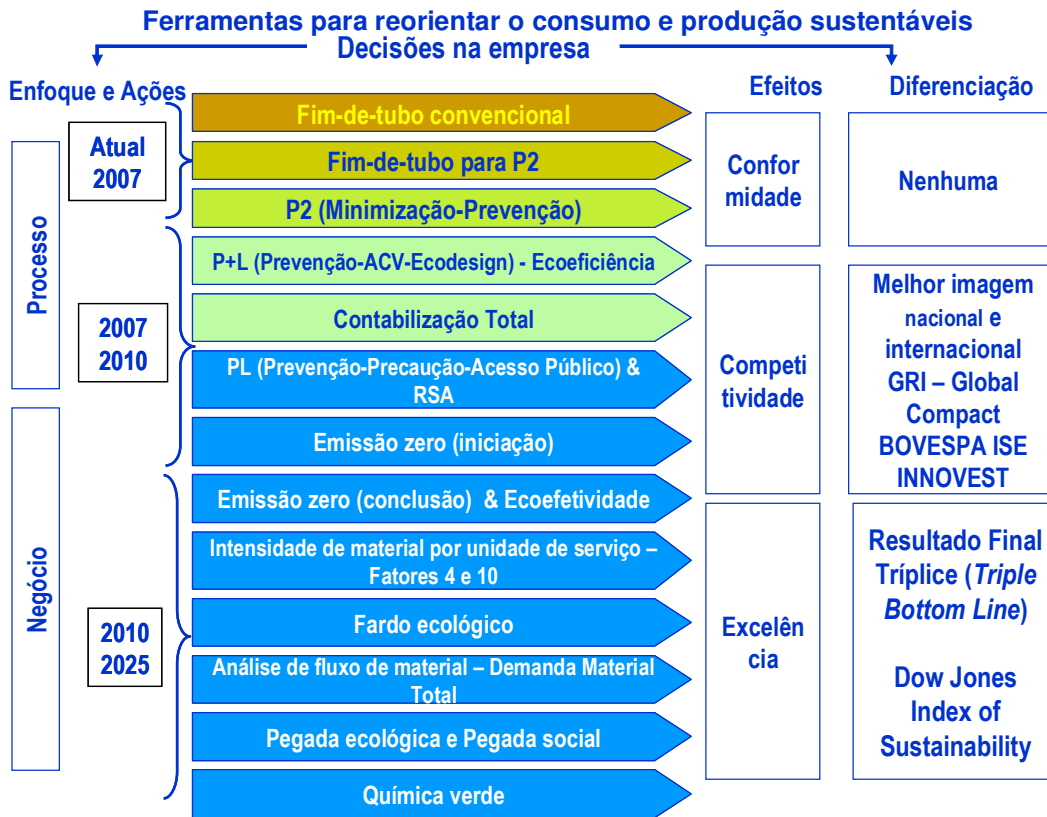 Ferramentas para reorientar o consumo e produção sustentáveis
Decisões na empresa
Enfoque e Ações
Efeitos
Diferenciação
Processo
Negócio
Atual
2007
2007
2010
2010
2025
Fim-de-tubo convencional
Fim-de-tubo para P2
P2 (Minimização-Prevenção)
P+L (Prevenção-ACV-Ecodesign) - Ecoeficiência
Contabilização Total
PL (Prevenção-Precaução-Acesso Público) &
RSA
Emissão zero (iniciação)
Emissão zero (conclusão) & Ecoefetividade
Intensidade de material por unidade de serviço –
Fatores 4 e 10
Fardo ecológico
Análise de fluxo de material – Demanda Material
Total
Pegada ecológica e Pegada social
Química verde
Confor
midade
Competi
tividade
Excelên
cia
Nenhuma
Melhor imagem
nacional e
internacional
GRI – Global
Compact
BOVESPA ISE
INNOVEST
Resultado Final
Tríplice (Triple
Bottom Line)
Dow Jones
Index of
Sustainability